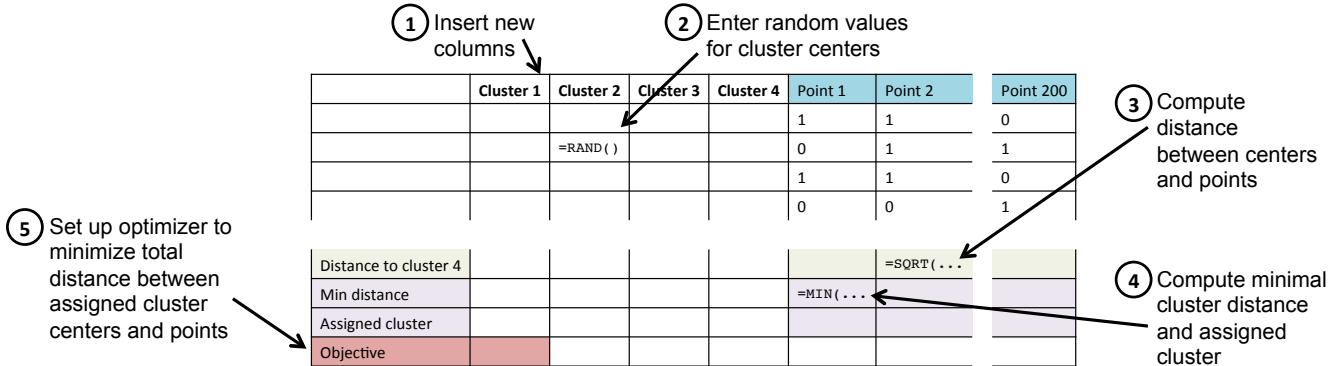 1 Insert new
columns
2 Enter random values
for cluster centers
Cluster 1 Cluster 2 Cluster 3 Cluster 4 Point 1 Point 2 Point 200
1 1 0
=RAND() 0 1 1
1 1 0
0 0 1
3 Compute
distance
between centers
and points
5 Set up optimizer to
minimize total
distance between
assigned cluster
centers and points
Distance to cluster 4 =SQRT(...
Min distance =MIN(...
Assigned cluster
Objective
4 Compute minimal
cluster distance
and assigned
cluster